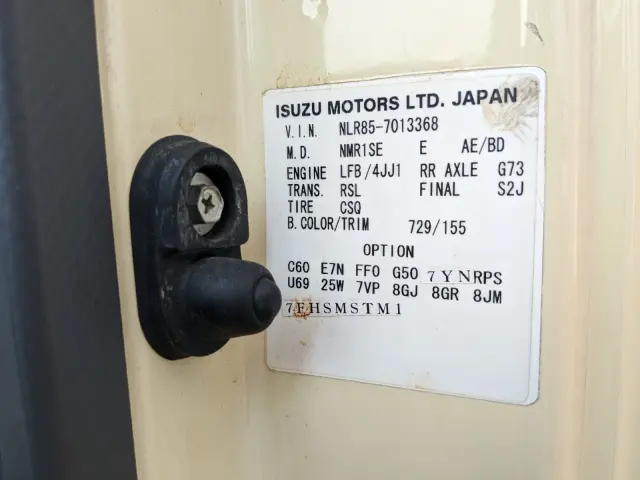 ISUZU MOTORS LTD. JAPAN
V.I.N. NLR85-7013368
M.D. NMR1SE E AE/BD
ENGINE LFB/4JJ1 RR AXLE G73
TRANS. RSL FINAL S2J
TIRE CSQ
B.COLOR/TRIM 729/155
OPTION
C60 E7N FF0 G50 7YNRPS
U69 25W 7VP 8GJ 8GR 8JM
7FHSMSTM1